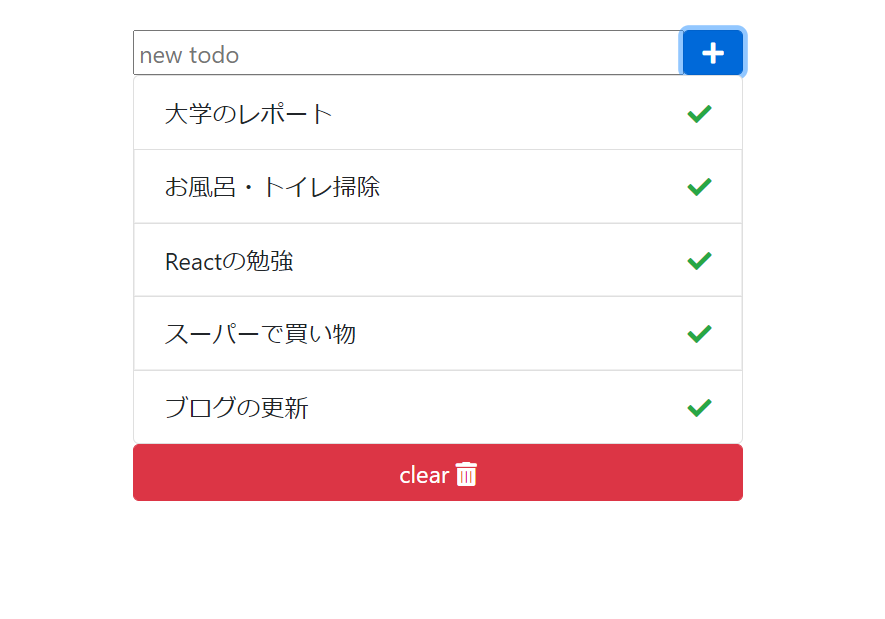 new todo
大学のレポート
お風呂・トイレ掃除
Reactの勉強
スーパーで買い物
ブログの更新
clear